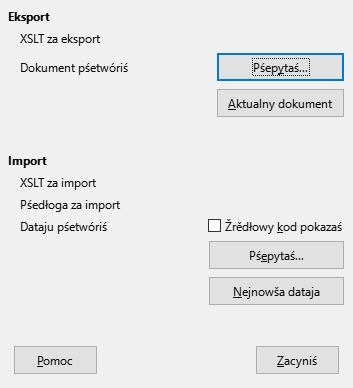 Eksport
XSLT za eksport
Dokument pśetwóriś
Pśepytaś...
Aktualny dokument
Import
XSLT za import
Pśedłoga za import
Dataju pśetwóriś
Žrědłowy kod pokazaś
Pśepytaś...
Nejnowša dataja
Pomoc
Zacyniś